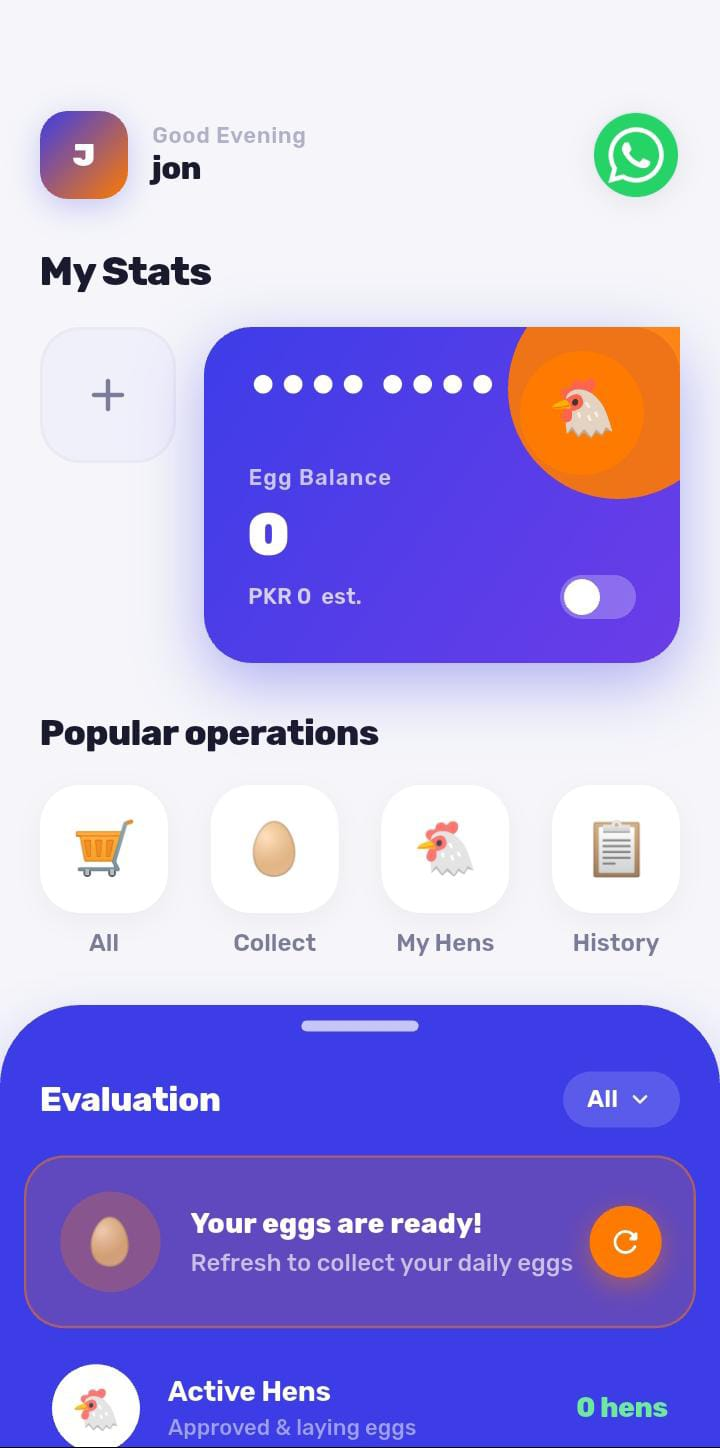 J
Good Evening
jon
My Stats
Egg Balance
0
PKR 0 est.
Popular operations
All
Collect
My Hens
History
Evaluation
All
Your eggs are ready!
Refresh to collect your daily eggs
Active Hens
0 hens
Approved & laying eggs